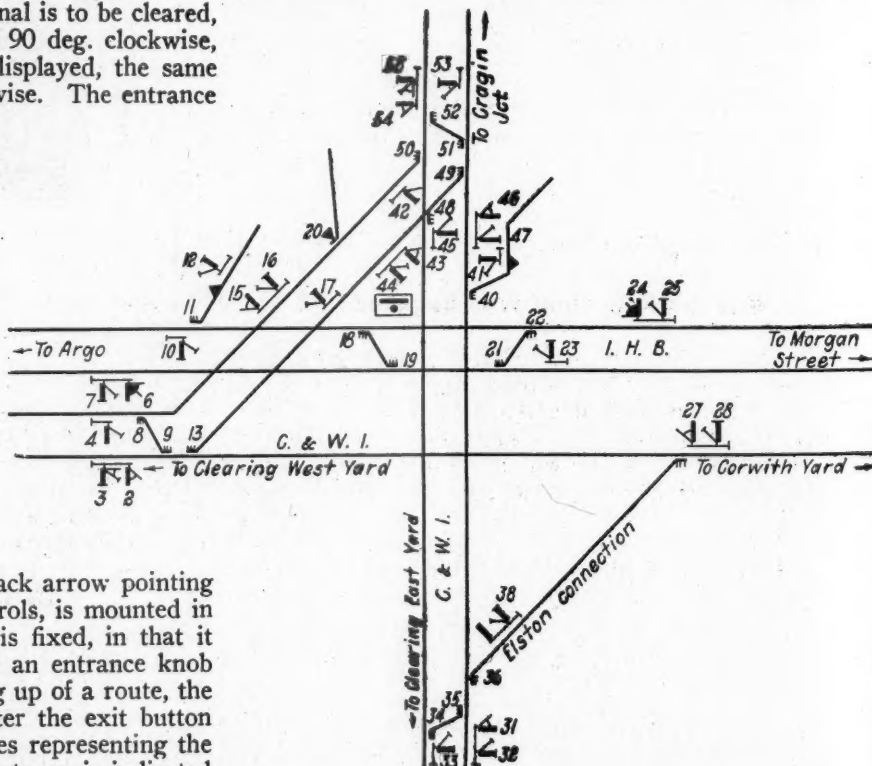 nal is to be cleared,
90 deg. clockwise,
displayed, the same
wise. The entrance
ack arrow pointing
rols, is mounted in
is fixed, in that it
an entrance knob
g up of a route, the
ter the exit button
es representing the
53
54
52
To Cragin
Jct
50
51
49
42
48
46
47
20
45
43
41
12
16
15
17
44
40
11
24 25
10
18
22
19
21
23
←To Argo
I. H. B.
To Morgan
Street→
7 6
4
8
9 13
C. & W. I.
27 28
←To Clearing West Yard
To Corwith Yard→
3 2
←To Clearing East Yard
C. & W. I.
38
Elston connection
36
35
34
31
32
33